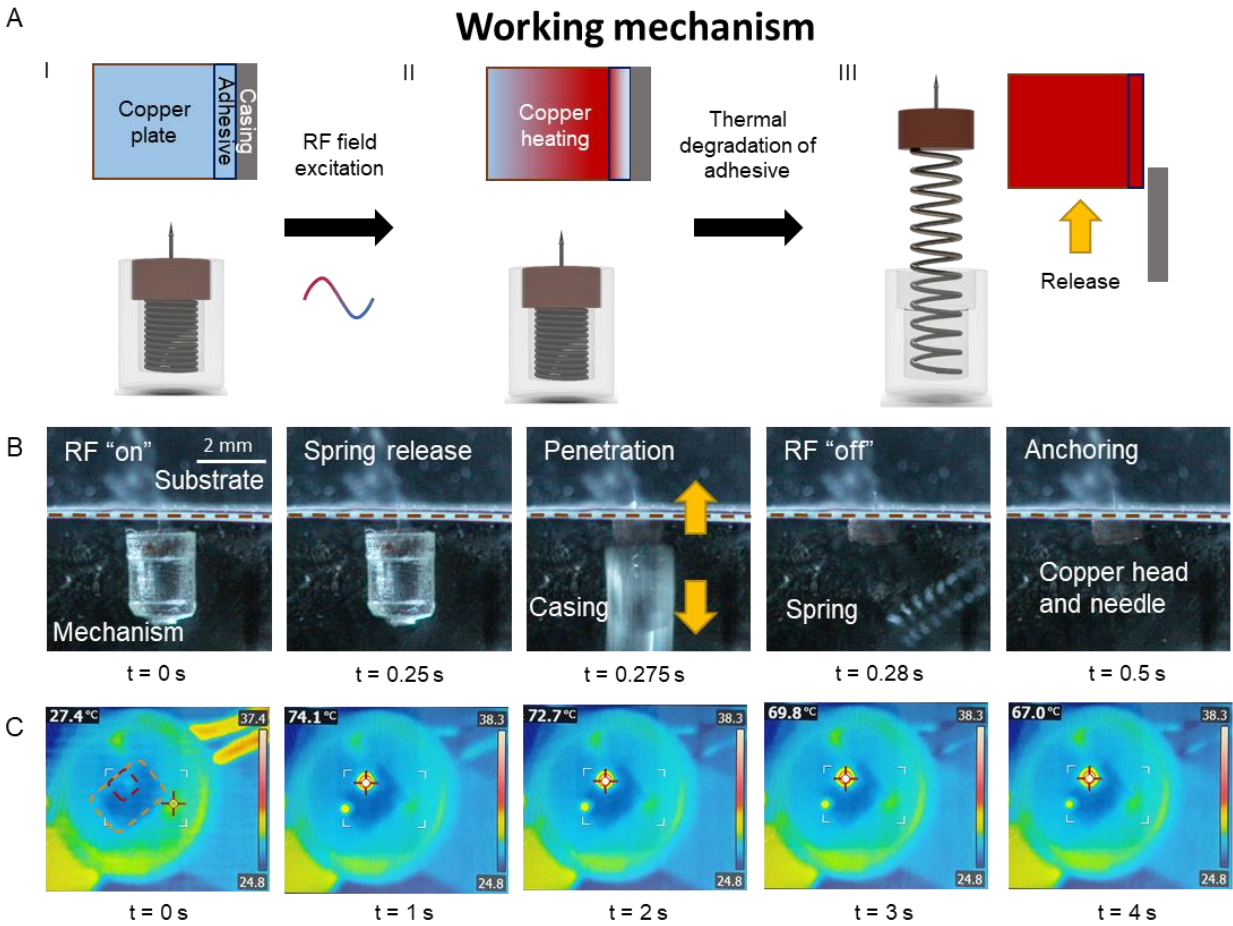 A
Working mechanism
I
II
III
Copper
plate
Adhesive
Casing
RF field
excitation
Copper
heating
Thermal
degradation of
adhesive
Release
B
RF “on”
2 mm
Substrate
Mechanism
Spring release
Penetration
Casing
RF “off”
Spring
Anchoring
Copper head
and needle
t = 0 s
t = 0.25 s
t = 0.275 s
t = 0.28 s
t = 0.5 s
C
27.4 °C
37.4
24.8
74.1 °C
38.3
24.8
72.7 °C
38.3
24.8
69.8 °C
38.3
24.8
67.0 °C
38.3
24.8
t = 0 s
t = 1 s
t = 2 s
t = 3 s
t = 4 s